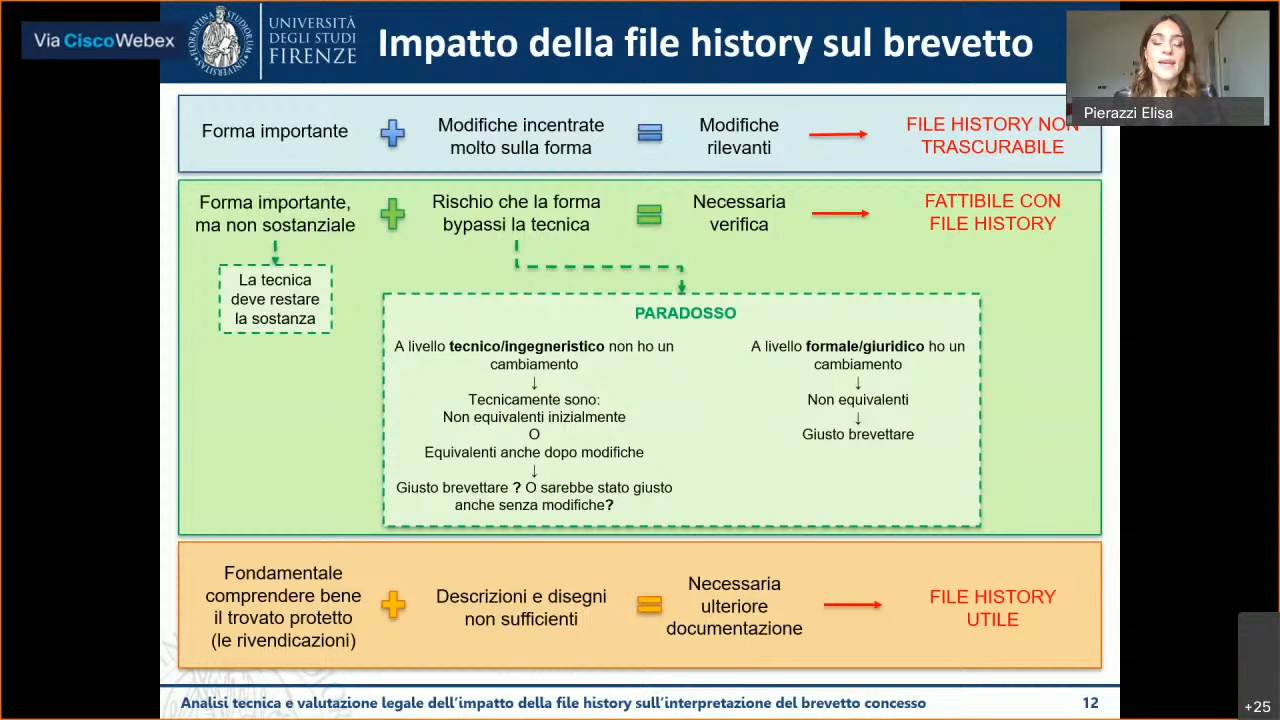 Via Cisco Webex
UNIVERSITÀ
DEGLI STUDI
FIRENZE
Impatto della file history sul brevetto
Pierazzi Elisa
Forma importante
Modifiche incentrate
molto sulla forma
Modifiche
rilevanti
FILE HISTORY NON
TRASCURABILE
Forma importante,
ma non sostanziale
Rischio che la forma
bypassi la tecnica
Necessaria
verifica
FATTIBILE CON
FILE HISTORY
La tecnica
deve restare
la sostanza
PARADOSSO
A livello tecnico/ingegneristico non ho un
cambiamento
↓
Tecnicamente sono:
Non equivalenti inizialmente
O
Equivalenti anche dopo modifiche
↓
Giusto brevettare ? O sarebbe stato giusto
anche senza modifiche?
A livello formale/giuridico ho un
cambiamento
↓
Non equivalenti
↓
Giusto brevettare
Fondamentale
comprendere bene
il trovato protetto
(le rivendicazioni)
Descrizioni e disegni
non sufficienti
Necessaria
ulteriore
documentazione
FILE HISTORY
UTILE
Analisi tecnica e valutazione legale dell'impatto della file history sull'interpretazione del brevetto concesso
12
+25